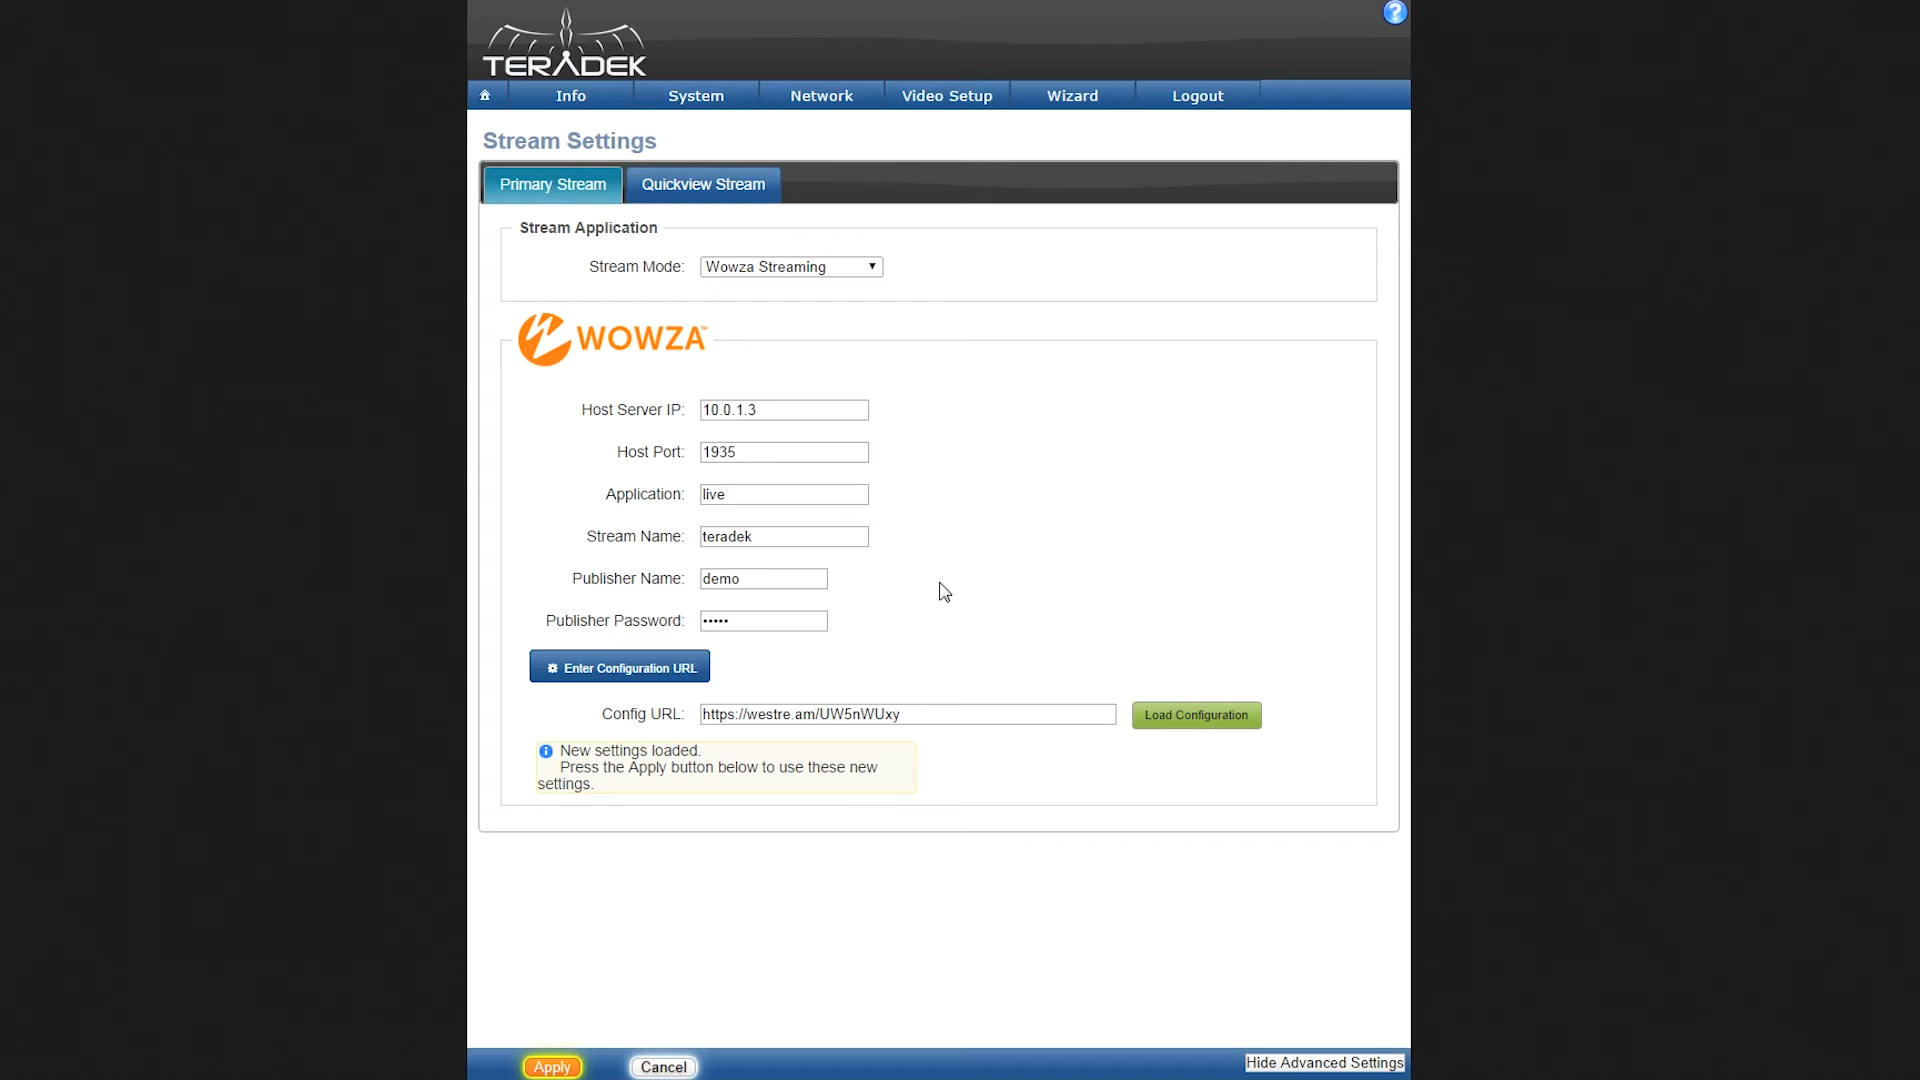 TERADEK
?
Info System Network Video Setup Wizard Logout
Stream Settings
Primary Stream Quickview Stream
Stream Application
Stream Mode: Wowza Streaming
WOWZA™
Host Server IP: 10.0.1.3
Host Port: 1935
Application: live
Stream Name: teradek
Publisher Name: demo
Publisher Password: •••••
Enter Configuration URL
Config URL: https://westre.am/UW5nWUxy Load Configuration
New settings loaded.
Press the Apply button below to use these new
settings.
Apply Cancel Hide Advanced Settings